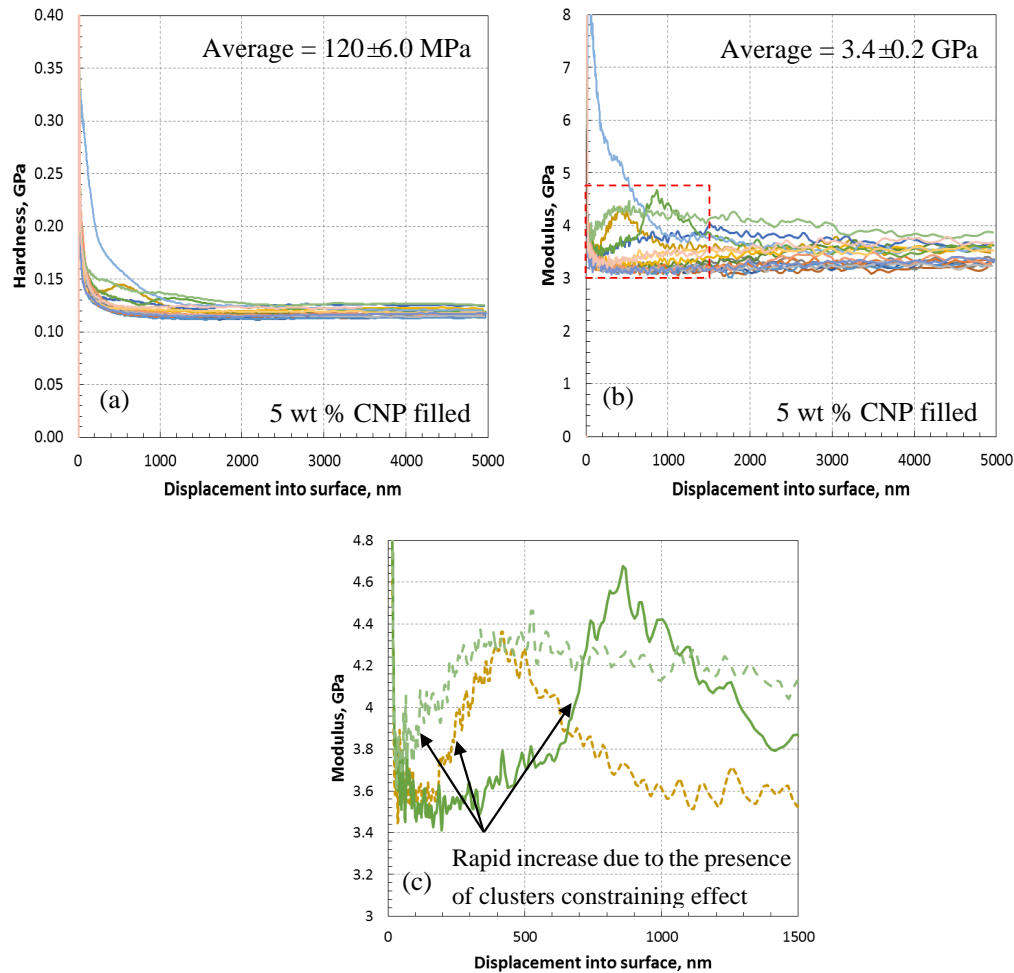 Average = 120±6.0 MPa
Hardness, GPa
0.40
0.35
0.30
0.25
0.20
0.15
0.10
0.05
0.00
(a)
5 wt % CNP filled
0 1000 2000 3000 4000 5000
Displacement into surface, nm
Average = 3.4±0.2 GPa
Modulus, GPa
8
7
6
5
4
3
2
1
0
(b)
5 wt % CNP filled
0 1000 2000 3000 4000 5000
Displacement into surface, nm
Modulus, GPa
4.8
4.6
4.4
4.2
4
3.8
3.6
3.4
3.2
3
Rapid increase due to the presence
of clusters constraining effect
(c)
0 500 1000 1500
Displacement into surface, nm